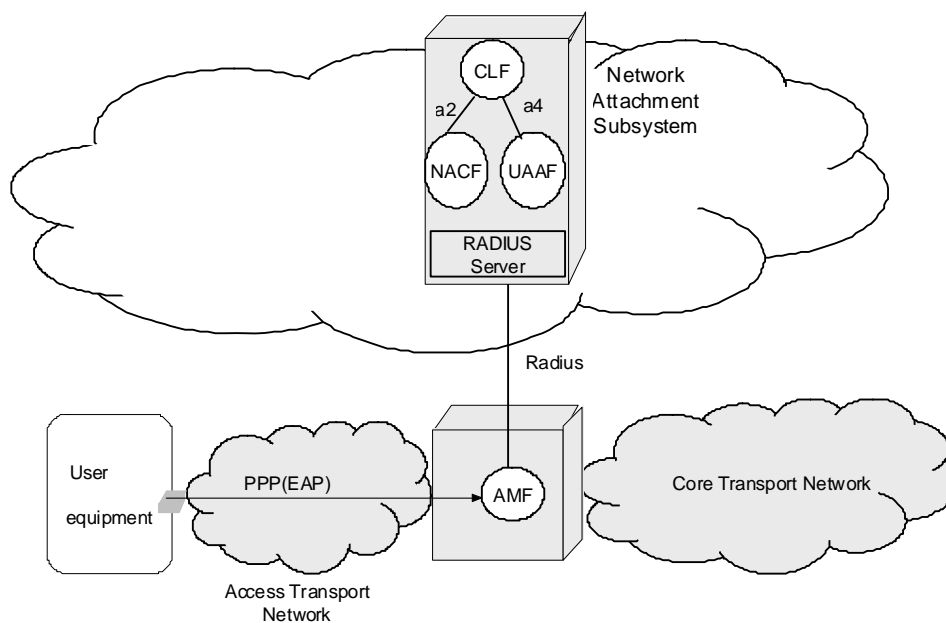 CLF
Network
Attachment
Subsystem
a2
a4
NACF
UAAF
RADIUS
Server
Radius
User
equipment
PPP(EAP)
AMF
Core Transport Network
Access Transport
Network